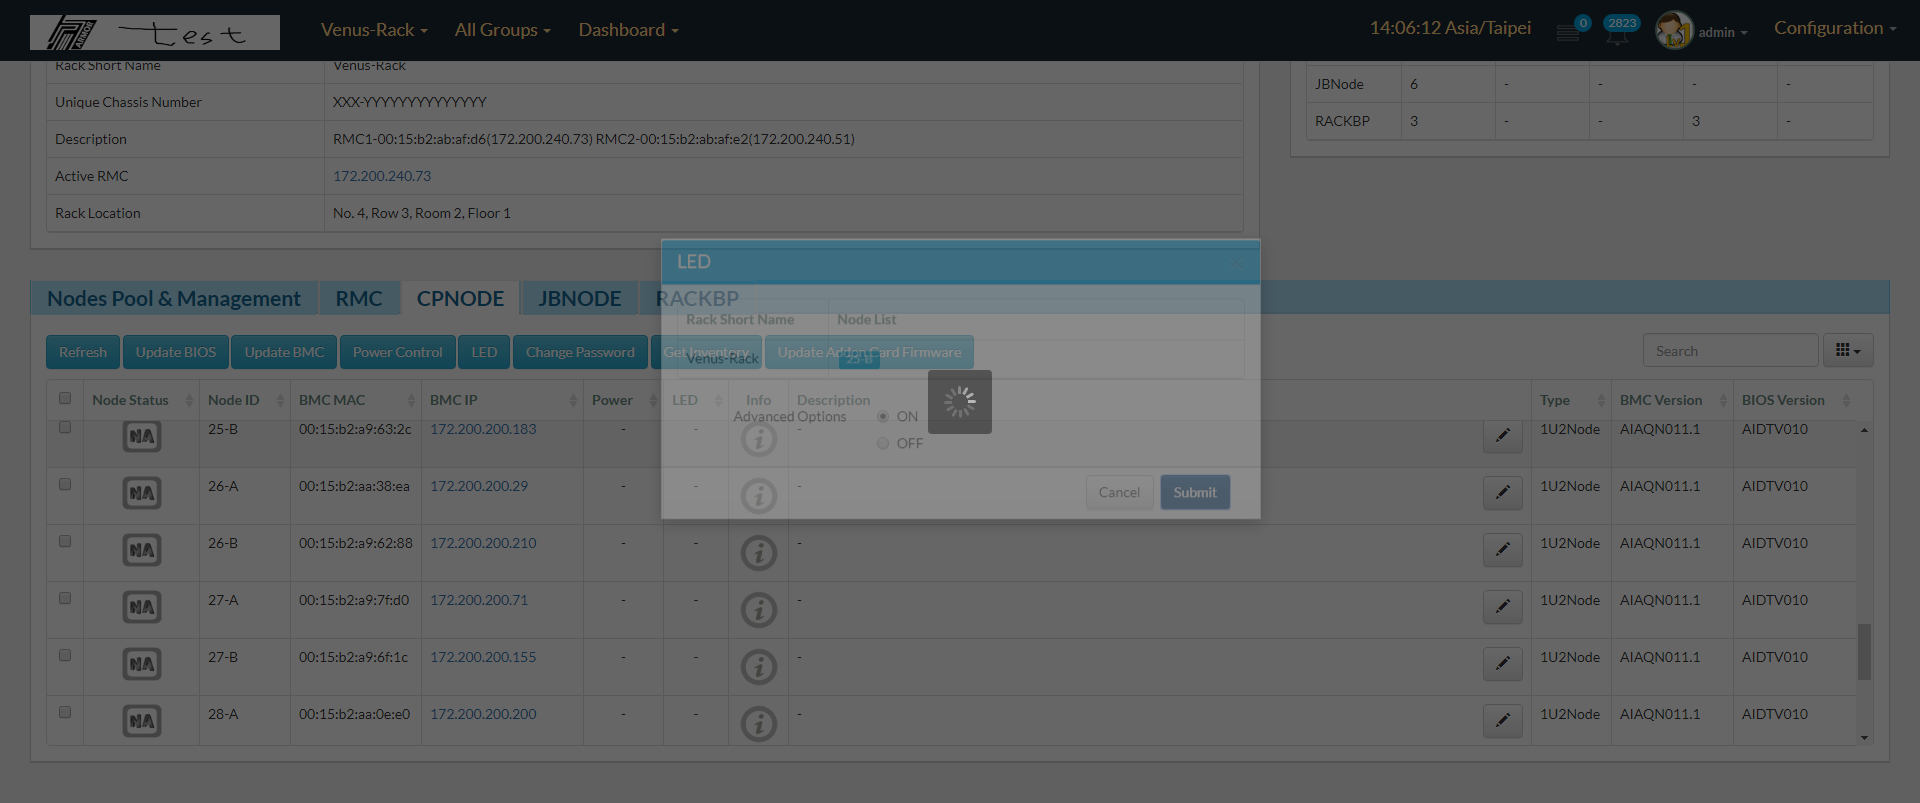 ARMOR test Venus-Rack All Groups Dashboard 14:06:12 Asia/Taipei 0 2823 admin Configuration
Rack Short Name Venus-Rack
Unique Chassis Number XXX-YYYYYYYYYYYYYY
Description RMC1-00:15:b2:ab:af:d6(172.200.240.73) RMC2-00:15:b2:ab:af:e2(172.200.240.51)
Active RMC 172.200.240.73
Rack Location No. 4, Row 3, Room 2, Floor 1
JBNode 6 - - - -
RACKBP 3 - - 3 -
Nodes Pool & Management RMC CPNODE JBNODE RACKBP
Refresh Update BIOS Update BMC Power Control LED Change Password Get Inventory Update Addon Card Firmware Search
Node Status Node ID BMC MAC BMC IP Power LED Info Description Type BMC Version BIOS Version
NA 25-B 00:15:b2:a9:63:2c 172.200.200.183 - - i - 1U2Node AIAQN011.1 AIDTV010
NA 26-A 00:15:b2:aa:38:ea 172.200.200.29 - - i - 1U2Node AIAQN011.1 AIDTV010
NA 26-B 00:15:b2:a9:62:88 172.200.200.210 - - i - 1U2Node AIAQN011.1 AIDTV010
NA 27-A 00:15:b2:a9:7f:d0 172.200.200.71 - - i - 1U2Node AIAQN011.1 AIDTV010
NA 27-B 00:15:b2:a9:6f:1c 172.200.200.155 - - i - 1U2Node AIAQN011.1 AIDTV010
NA 28-A 00:15:b2:aa:0e:e0 172.200.200.200 - - i - 1U2Node AIAQN011.1 AIDTV010
LED
Rack Short Name Node List
Venus-Rack 25-B
Advanced Options ON
OFF
Cancel Submit